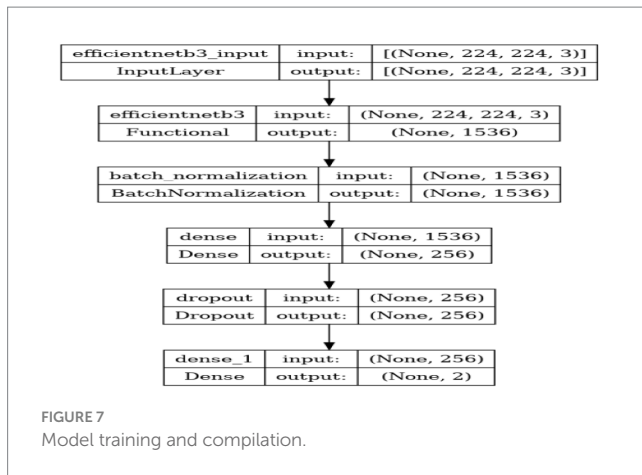 efficientnetb3_input input: [(None, 224, 224, 3)]
InputLayer output: [(None, 224, 224, 3)]
efficientnetb3 input: (None, 224, 224, 3)
Functional output: (None, 1536)
batch_normalization input: (None, 1536)
BatchNormalization output: (None, 1536)
dense input: (None, 1536)
Dense output: (None, 256)
dropout input: (None, 256)
Dropout output: (None, 256)
dense_1 input: (None, 256)
Dense output: (None, 2)
FIGURE 7
Model training and compilation.